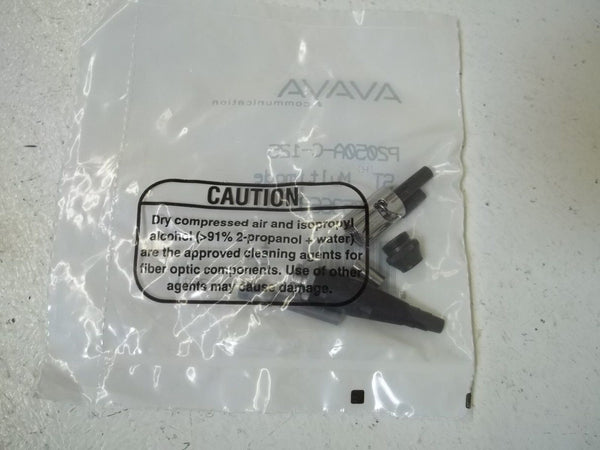 AVAYA
communication
P2050A-C-125
ST
Multimode
CAUTION
Dry compressed air and isopropyl
alcohol (>91% 2-propanol + water)
are the approved cleaning agents for
fiber optic components. Use of other
agents may cause damage.